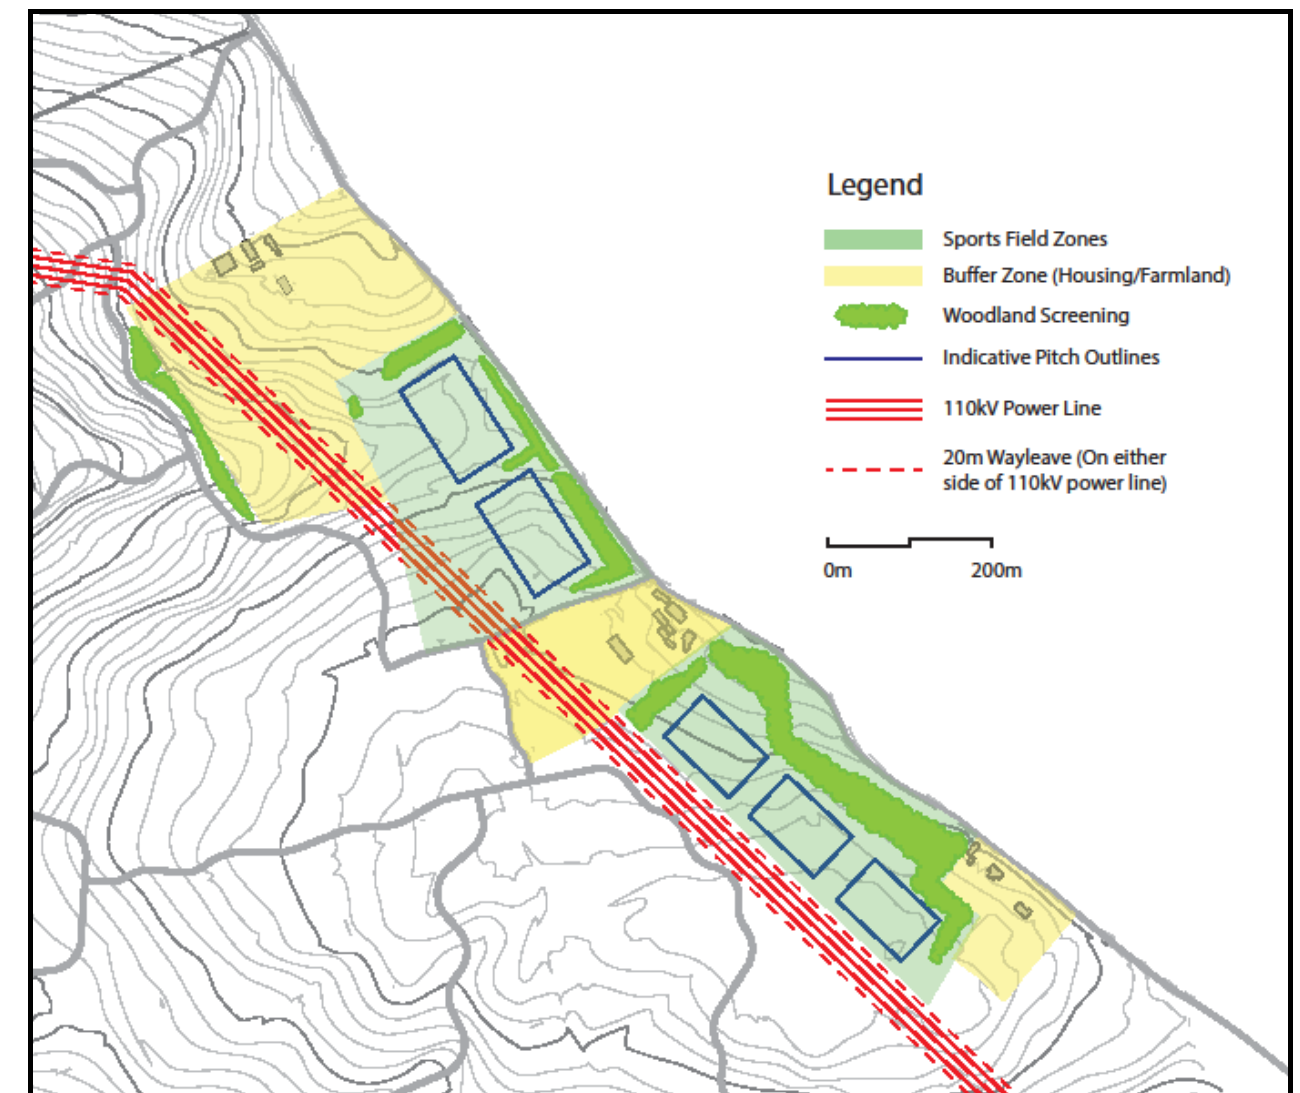 Legend
Sports Field Zones
Buffer Zone (Housing/Farmland)
Woodland Screening
Indicative Pitch Outlines
110kV Power Line
20m Wayleave (On either
side of 110kV power line)
0m 200m